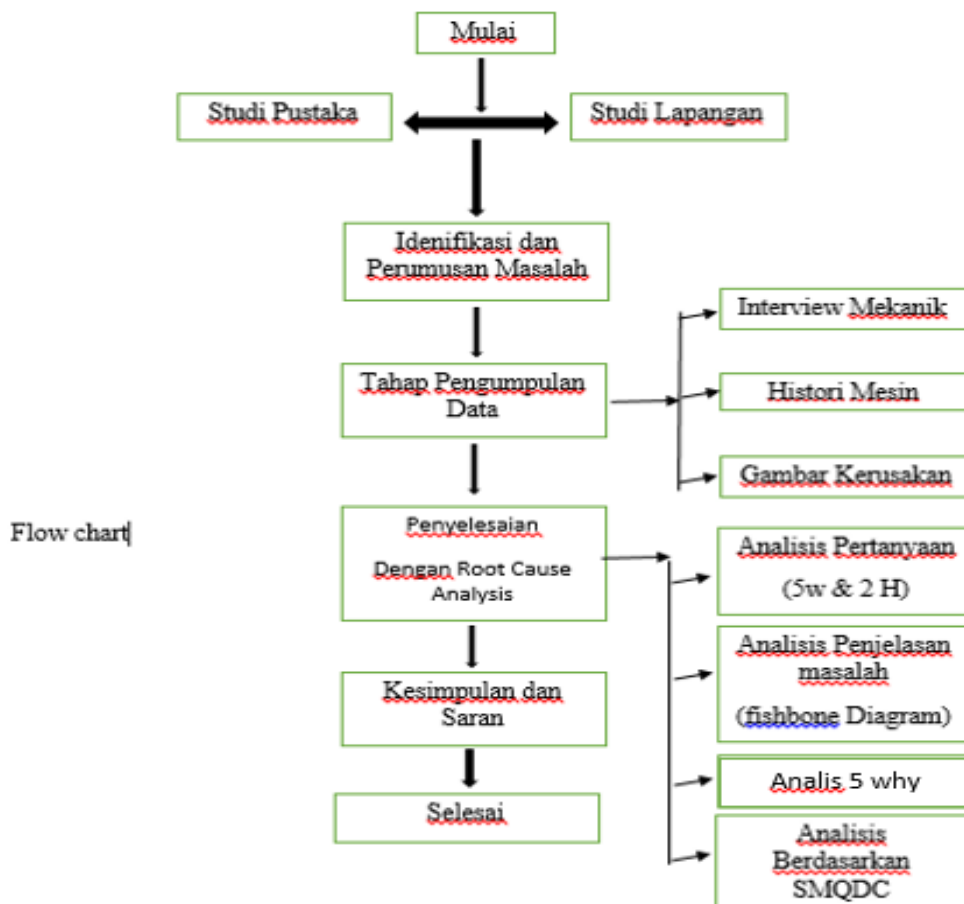 Mulai
Studi Pustaka
Studi Lapangan
Idenifikasi dan
Perumusan Masalah
Tahap Pengumpulan
Data
Interview Mekanik
Histori Mesin
Gambar Kerusakan
Flow chart
Penyelesaian
Dengan Root Cause
Analysis
Analisis Pertanyaan
(5w & 2 H)
Analisis Penjelasan
masalah
(fishbone Diagram)
Analis 5 why
Analisis
Berdasarkan
SMQDC
Kesimpulan dan
Saran
Selesai